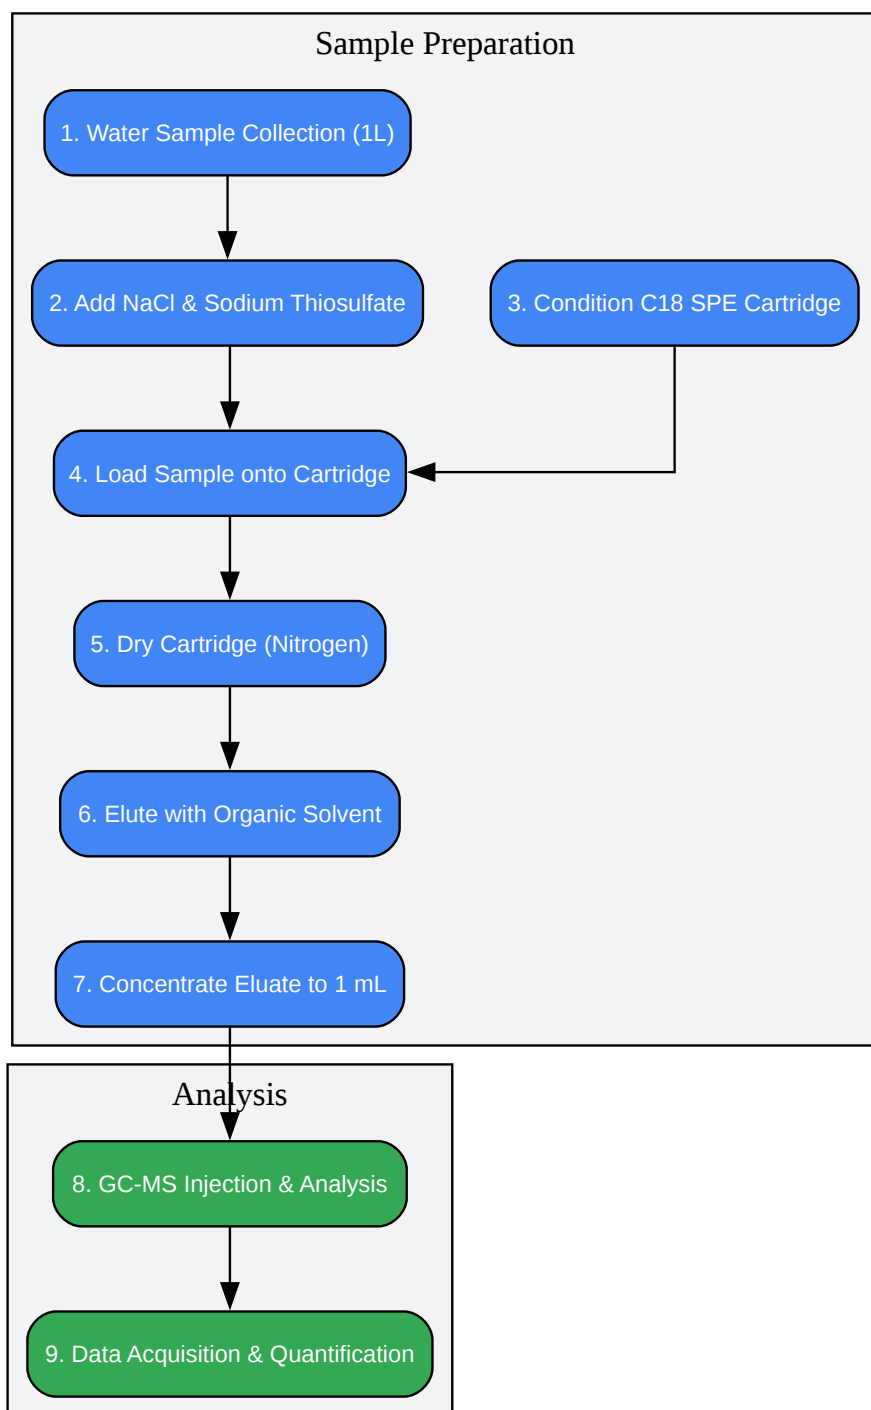 Sample Preparation
1. Water Sample Collection (1L)
2. Add NaCl & Sodium Thiosulfate
3. Condition C18 SPE Cartridge
4. Load Sample onto Cartridge
5. Dry Cartridge (Nitrogen)
6. Elute with Organic Solvent
7. Concentrate Eluate to 1 mL
Analysis
8. GC-MS Injection & Analysis
9. Data Acquisition & Quantification